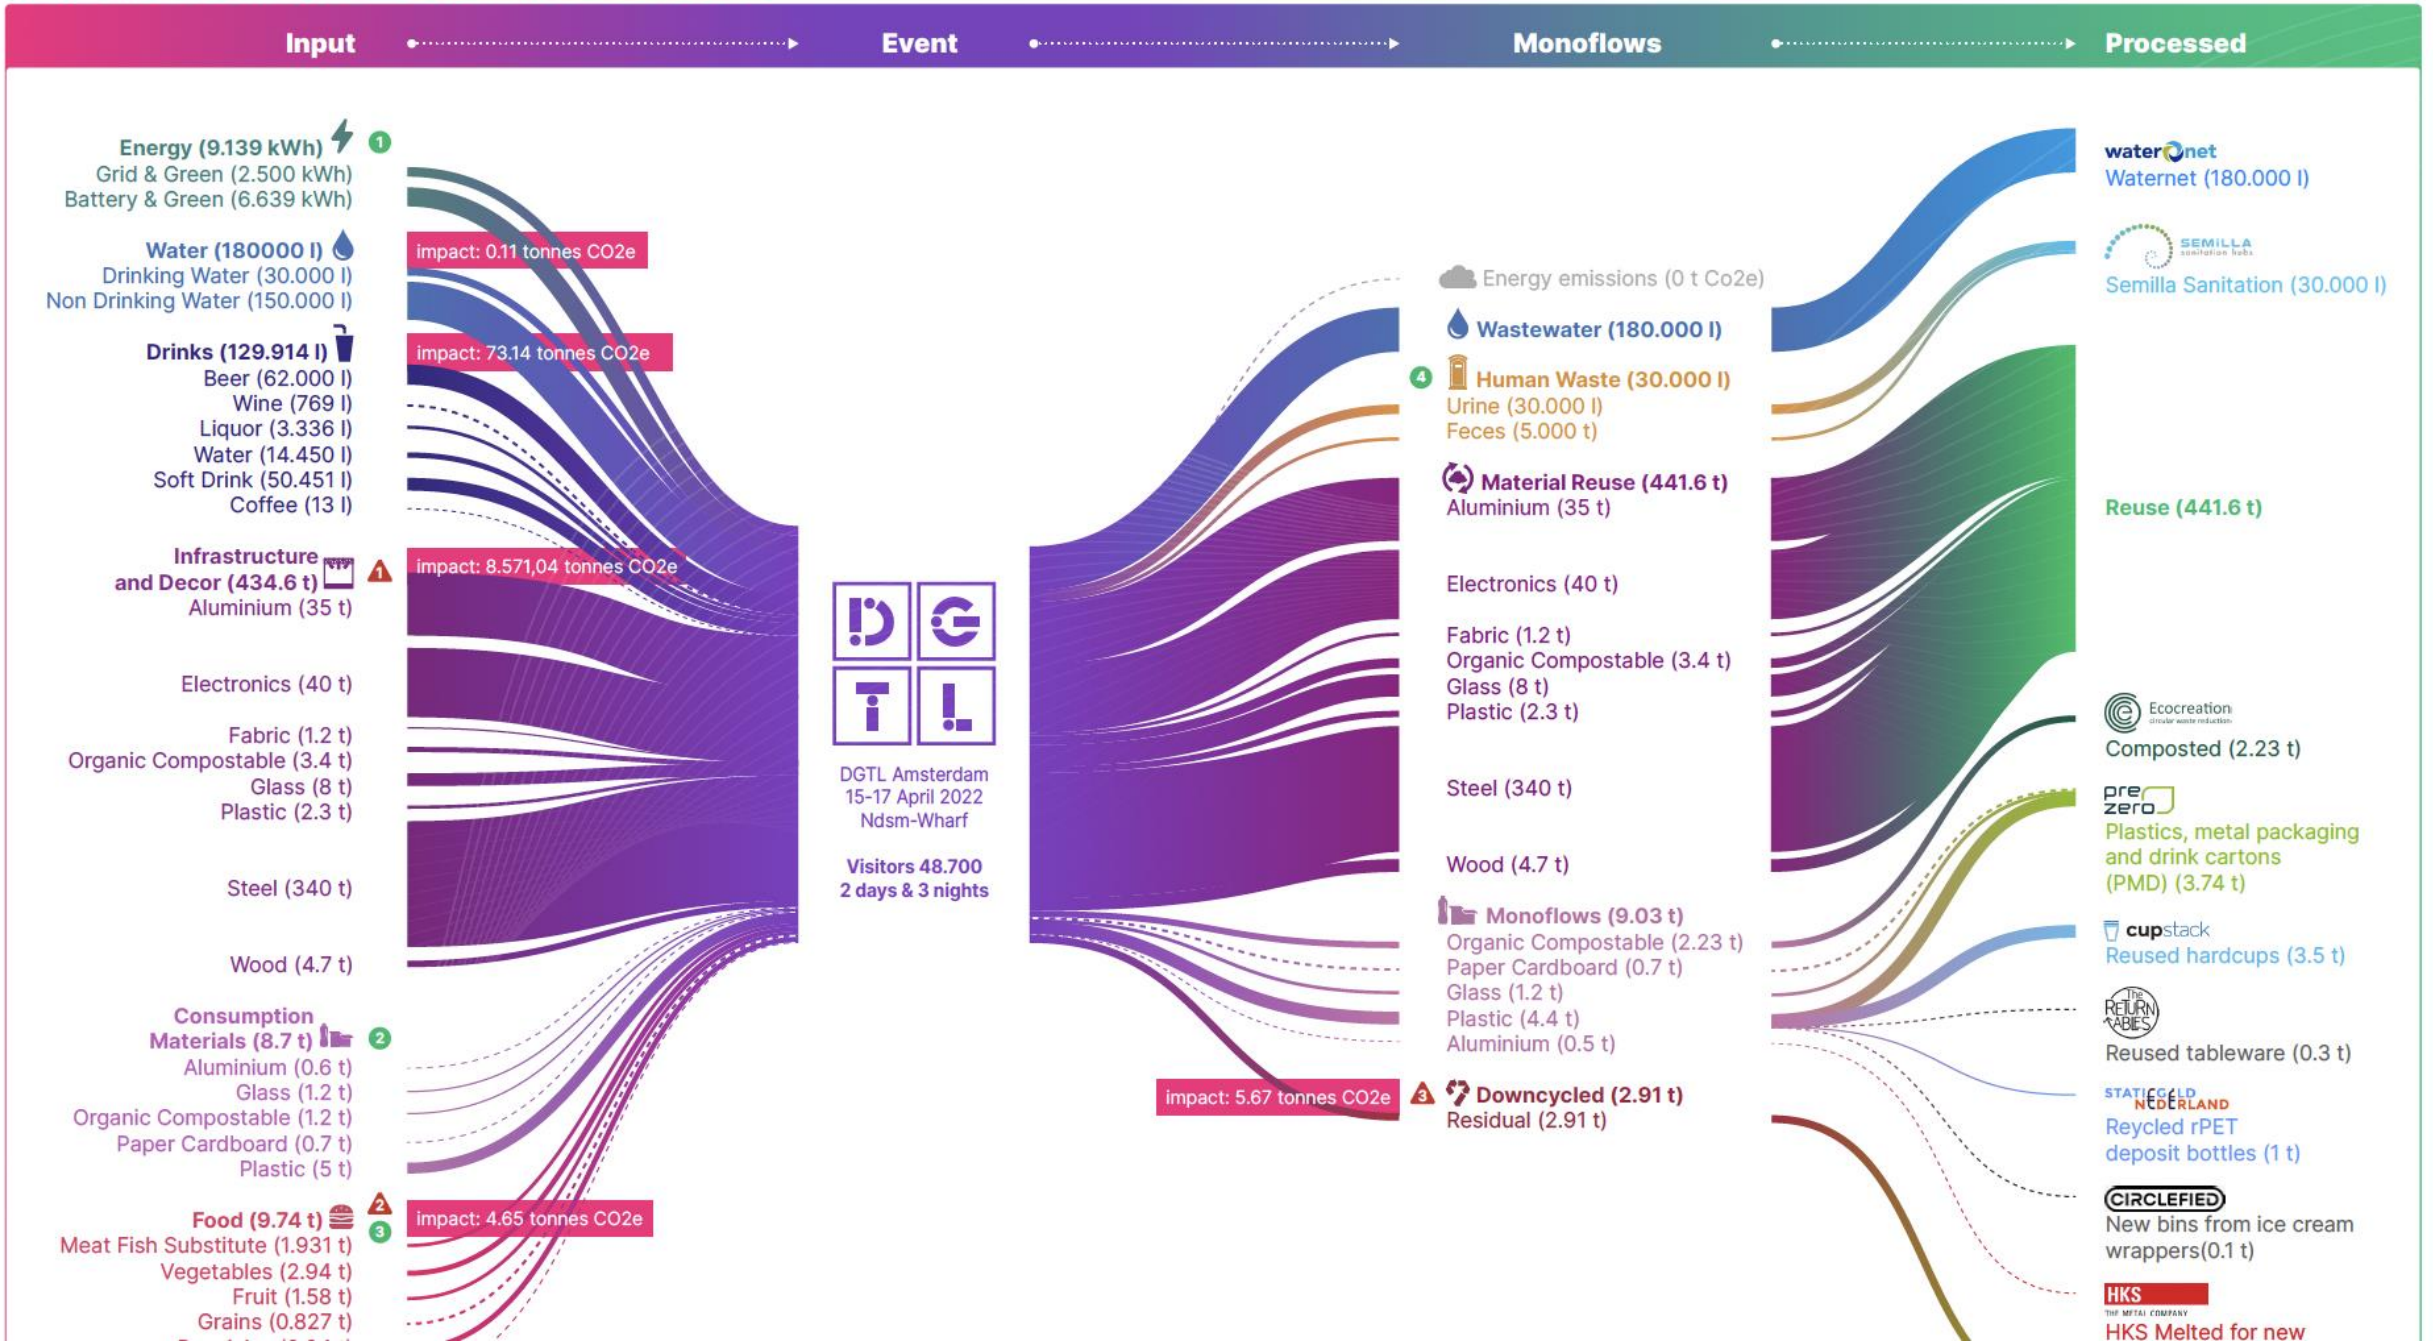 Input
Event
Monoflows
Processed
Energy (9.139 kWh)
1
Grid & Green (2.500 kWh)
Battery & Green (6.639 kWh)
Water (180000 l)
impact: 0.11 tonnes CO2e
Drinking Water (30.000 l)
Non Drinking Water (150.000 l)
Drinks (129.914 l)
impact: 73.14 tonnes CO2e
Beer (62.000 l)
Wine (769 l)
Liquor (3.336 l)
Water (14.450 l)
Soft Drink (50.451 l)
Coffee (13 l)
Infrastructure
and Decor (434.6 t)
1
impact: 8.571,04 tonnes CO2e
Aluminium (35 t)
Electronics (40 t)
Fabric (1.2 t)
Organic Compostable (3.4 t)
Glass (8 t)
Plastic (2.3 t)
Steel (340 t)
Wood (4.7 t)
Consumption
Materials (8.7 t)
2
Aluminium (0.6 t)
Glass (1.2 t)
Organic Compostable (1.2 t)
Paper Cardboard (0.7 t)
Plastic (5 t)
Food (9.74 t)
2
3
impact: 4.65 tonnes CO2e
Meat Fish Substitute (1.931 t)
Vegetables (2.94 t)
Fruit (1.58 t)
Grains (0.827 t)
DGTL
DGTL Amsterdam
15-17 April 2022
Ndsm-Wharf
Visitors 48.700
2 days & 3 nights
Energy emissions (0 t Co2e)
Wastewater (180.000 l)
4
Human Waste (30.000 l)
Urine (30.000 l)
Feces (5.000 t)
Material Reuse (441.6 t)
Aluminium (35 t)
Electronics (40 t)
Fabric (1.2 t)
Organic Compostable (3.4 t)
Glass (8 t)
Plastic (2.3 t)
Steel (340 t)
Wood (4.7 t)
Monoflows (9.03 t)
Organic Compostable (2.23 t)
Paper Cardboard (0.7 t)
Glass (1.2 t)
Plastic (4.4 t)
Aluminium (0.5 t)
impact: 5.67 tonnes CO2e
3
Downcycled (2.91 t)
Residual (2.91 t)
waternet
Waternet (180.000 l)
SEMILLA
sanitation hubs
Semilla Sanitation (30.000 l)
Reuse (441.6 t)
Ecocreation
circular waste reduction
Composted (2.23 t)
pre
zero
Plastics, metal packaging
and drink cartons
(PMD) (3.74 t)
cupstack
Reused hardcups (3.5 t)
The
RETURN
ABLES
Reused tableware (0.3 t)
STATIEGELD
NEDERLAND
Reycled rPET
deposit bottles (1 t)
CIRCLEFIED
New bins from ice cream
wrappers(0.1 t)
HKS
THE METAL COMPANY
HKS Melted for new